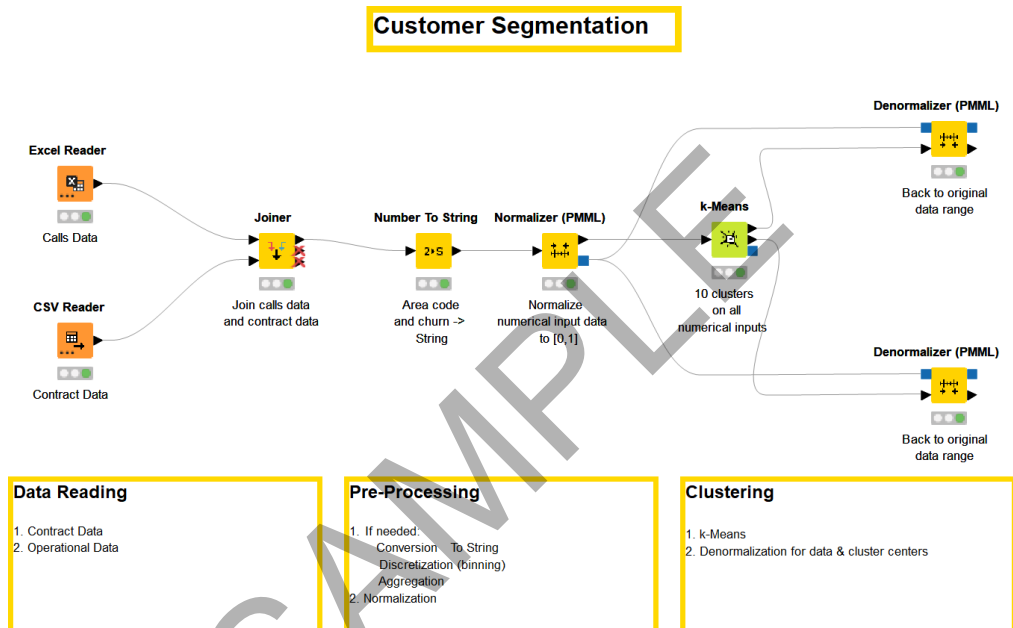 Customer Segmentation
Denormalizer (PMML)
Back to original
data range
Excel Reader
Calls Data
k-Means
10 clusters
on all
numerical inputs
Joiner
Join calls data
and contract data
Number To String
2▸S
Area code
and churn ->
String
Normalizer (PMML)
Normalize
numerical input data
to [0,1]
CSV Reader
Contract Data
Denormalizer (PMML)
Back to original
data range
Data Reading
1. Contract Data
2. Operational Data
Pre-Processing
1. If needed:
Conversion To String
Discretization (binning)
Aggregation
2. Normalization
Clustering
1. k-Means
2. Denormalization for data & cluster centers
SAMPLE